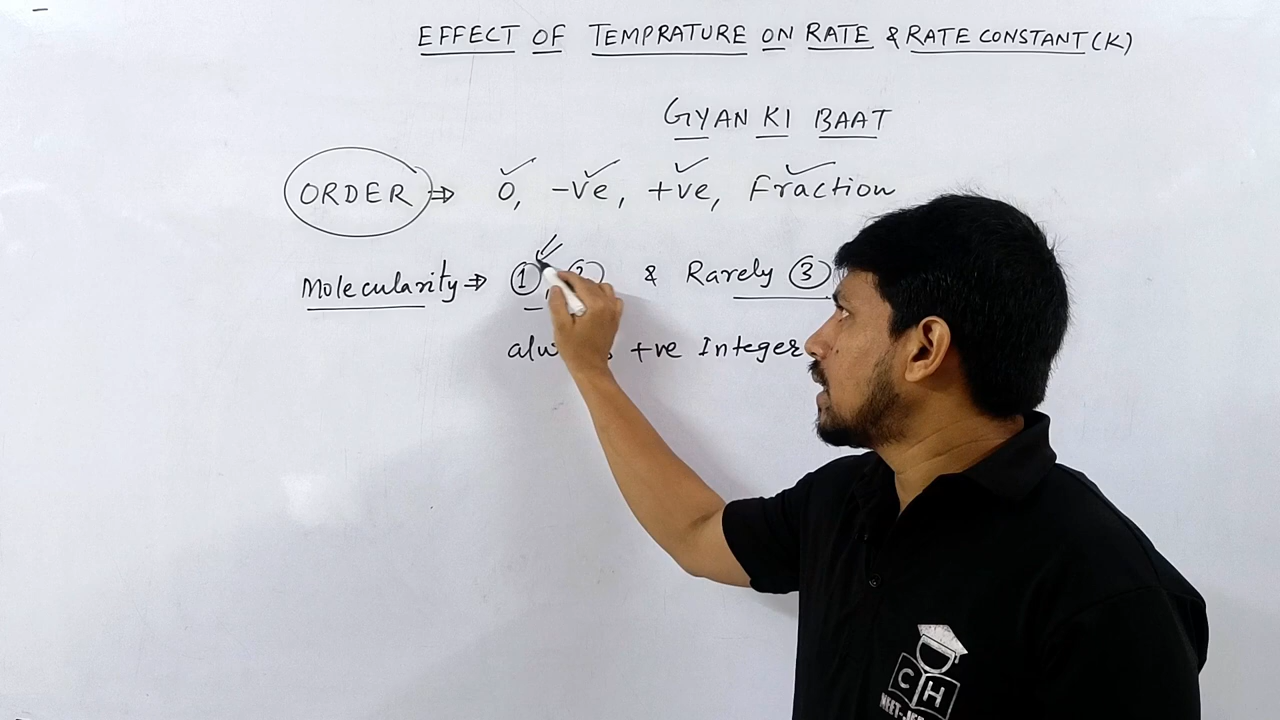 EFFECT OF TEMPRATURE ON RATE & RATE CONSTANT (K)
GYAN KI BAAT
ORDER ⇒ 0, -ve, +ve, Fraction
Molecularity ⇒ 1, 2 & Rarely 3
+ve Integer
C H